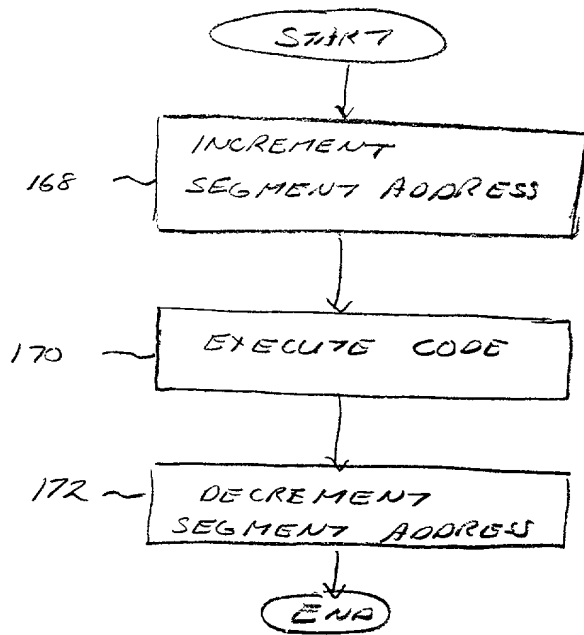 START
INCREMENT
168 SEGMENT ADDRESS
170 EXECUTE CODE
172 DECREMENT
SEGMENT ADDRESS
END